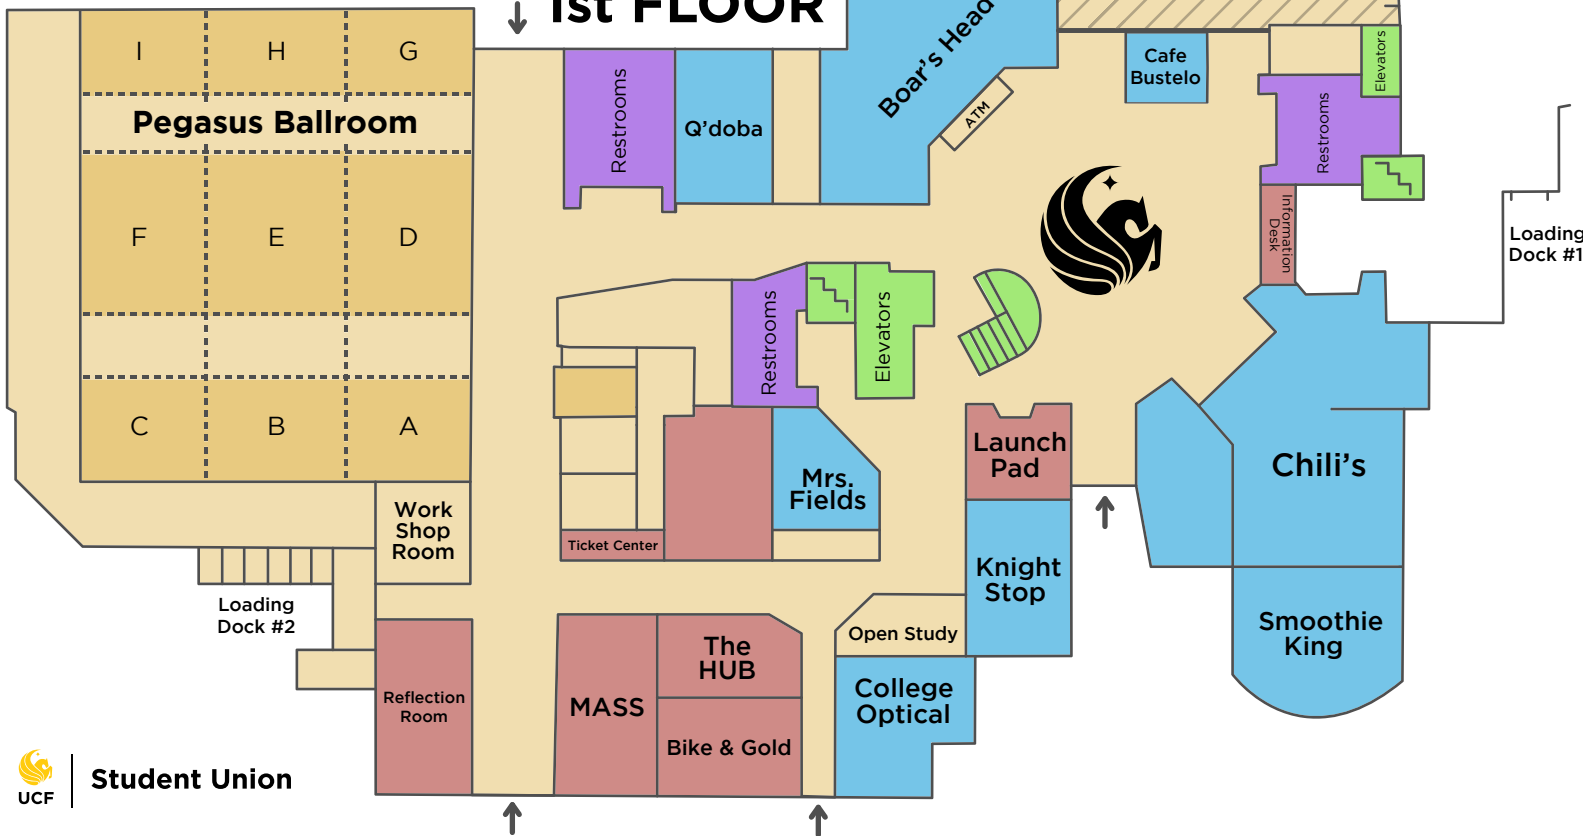 1st FLOOR
I
H
G
Pegasus Ballroom
F
E
D
C
B
A
Restrooms
Q'doba
Boar's Head
ATM
Cafe
Bustelo
Elevators
Restrooms
Information
Desk
Loading
Dock #1
Restrooms
Elevators
Work
Shop
Room
Mrs.
Fields
Launch
Pad
Chili's
Ticket Center
Knight
Stop
Loading
Dock #2
Open Study
Smoothie
King
Reflection
Room
MASS
The
HUB
Bike & Gold
College
Optical
UCF
Student Union